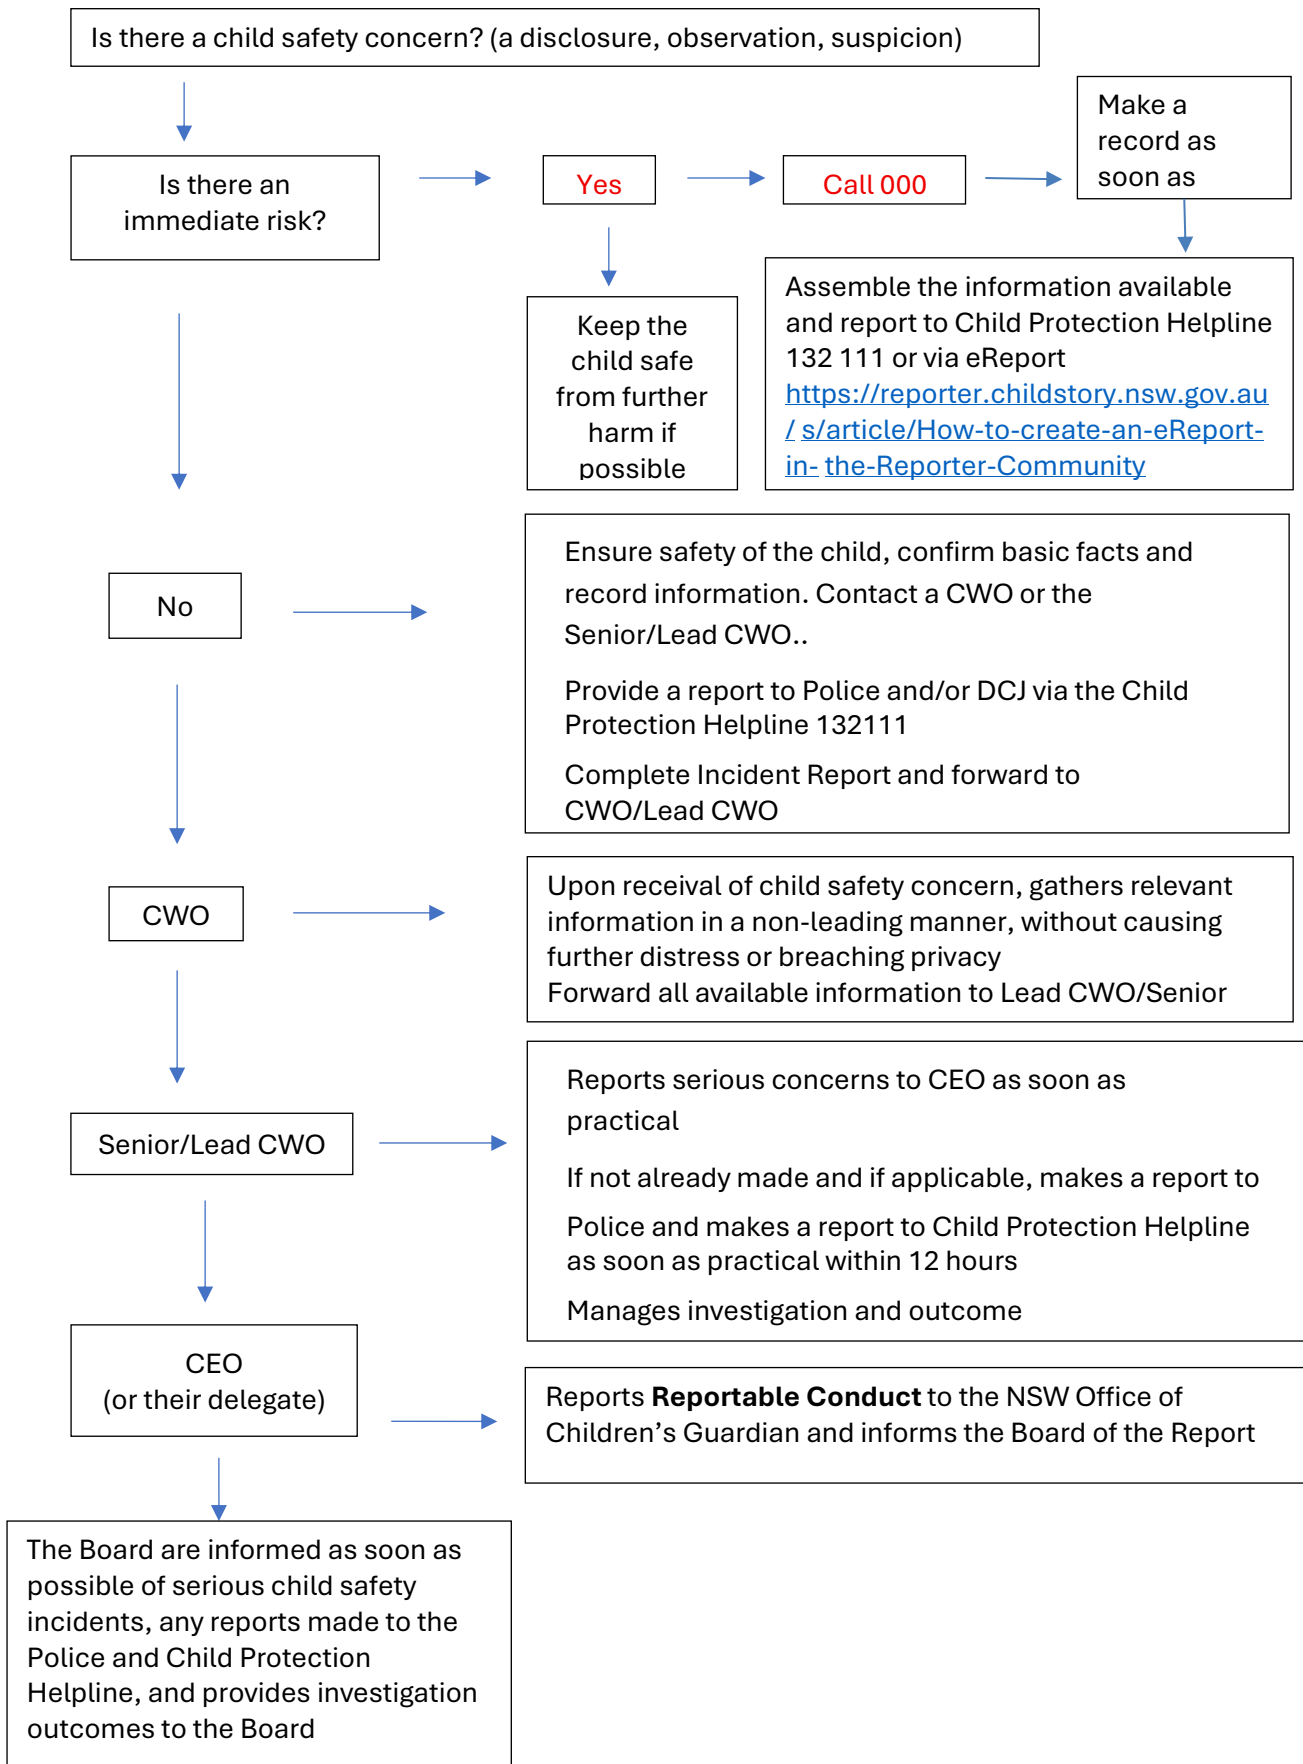 Is there a child safety concern? (a disclosure, observation, suspicion)
Make a
record as
soon as
Is there an
immediate risk?
Yes
Call 000
Keep the
child safe
from further
harm if
possible
Assemble the information available
and report to Child Protection Helpline
132 111 or via eReport
https://reporter.childstory.nsw.gov.au
/ s/article/How-to-create-an-eReport-
in- the-Reporter-Community
No
Ensure safety of the child, confirm basic facts and
record information. Contact a CWO or the
Senior/Lead CWO..
Provide a report to Police and/or DCJ via the Child
Protection Helpline 132111
Complete Incident Report and forward to
CWO/Lead CWO
CWO
Upon receival of child safety concern, gathers relevant
information in a non-leading manner, without causing
further distress or breaching privacy
Forward all available information to Lead CWO/Senior
Senior/Lead CWO
Reports serious concerns to CEO as soon as
practical
If not already made and if applicable, makes a report to
Police and makes a report to Child Protection Helpline
as soon as practical within 12 hours
Manages investigation and outcome
CEO
(or their delegate)
Reports Reportable Conduct to the NSW Office of
Children’s Guardian and informs the Board of the Report
The Board are informed as soon as
possible of serious child safety
incidents, any reports made to the
Police and Child Protection
Helpline, and provides investigation
outcomes to the Board